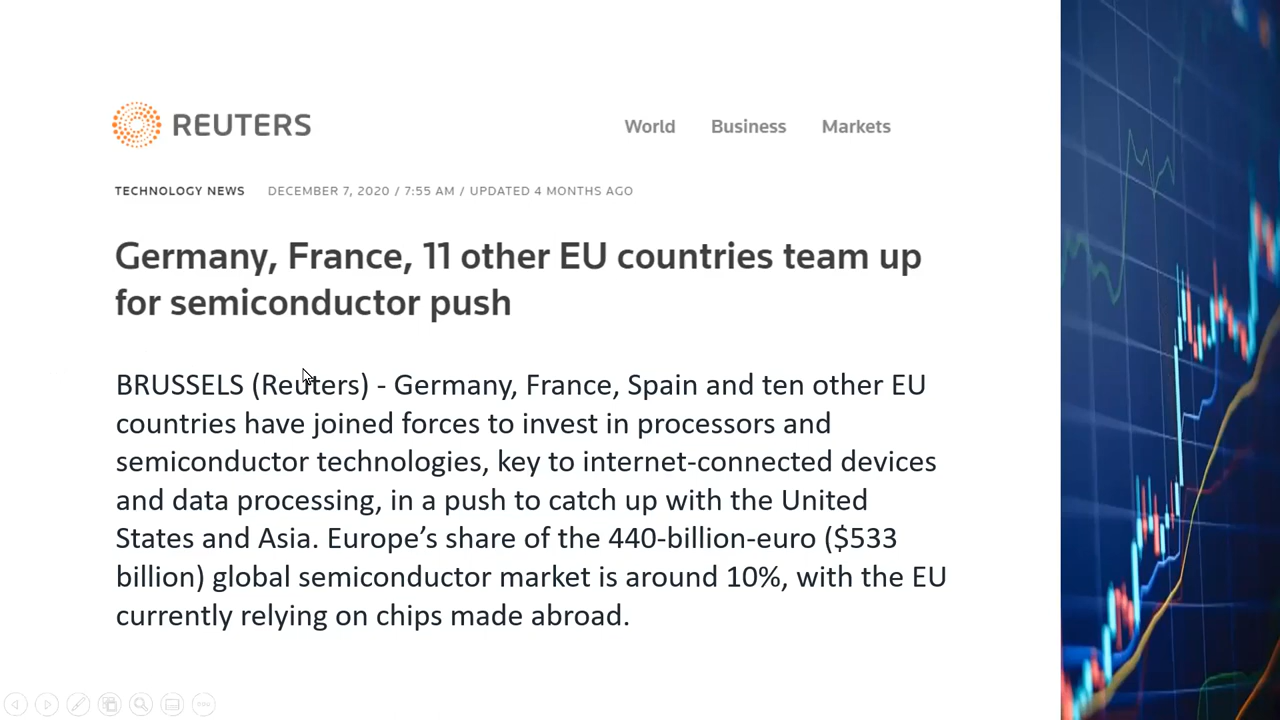 REUTERS
World Business Markets
TECHNOLOGY NEWS DECEMBER 7, 2020 / 7:55 AM / UPDATED 4 MONTHS AGO
Germany, France, 11 other EU countries team up
for semiconductor push
BRUSSELS (Reuters) - Germany, France, Spain and ten other EU
countries have joined forces to invest in processors and
semiconductor technologies, key to internet-connected devices
and data processing, in a push to catch up with the United
States and Asia. Europe’s share of the 440-billion-euro ($533
billion) global semiconductor market is around 10%, with the EU
currently relying on chips made abroad.